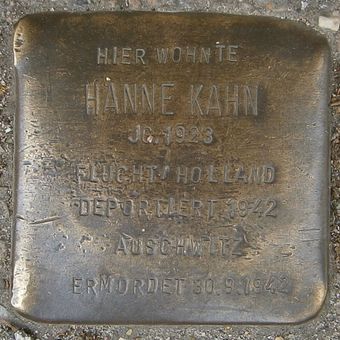 HIER WOHNTE
HANNE KAHN
JG. 1923
FLUCHT/HOLLAND
DEPORTIERT 1942
AUSCHWITZ
ERMORDET 30.9.1942